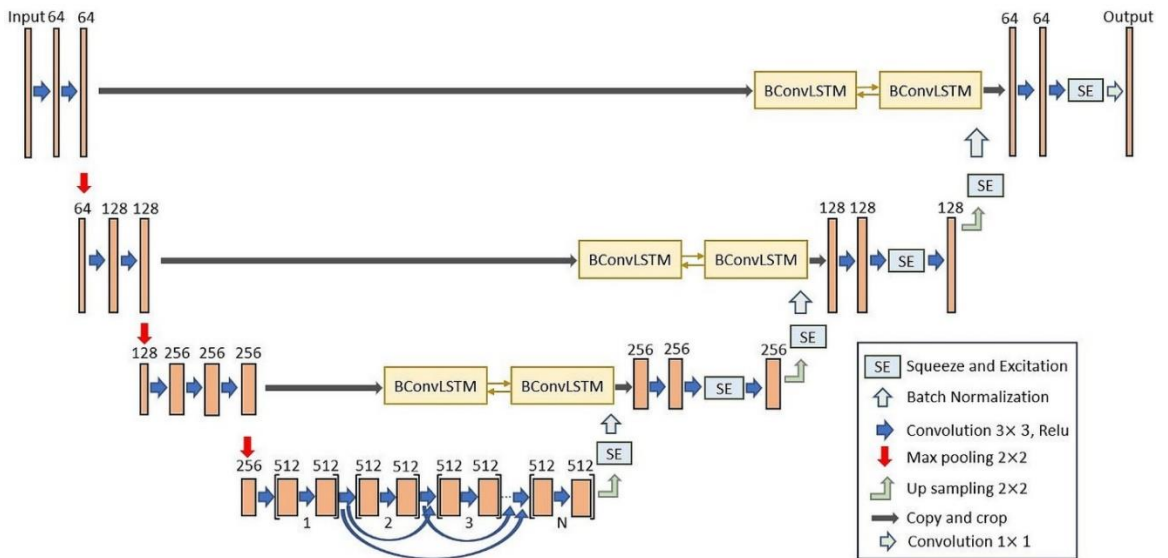 Input 64 64
64 64 Output
BConvLSTM BConvLSTM
SE
SE
64 128 128
128 128 128
BConvLSTM BConvLSTM
SE
SE
128 256 256 256
256 256 256
BConvLSTM BConvLSTM
SE
SE
256 512 512 512 512 512 512 512 512
1 2 3 N
SE Squeeze and Excitation
Batch Normalization
Convolution 3× 3, Relu
Max pooling 2×2
Up sampling 2×2
Copy and crop
Convolution 1× 1